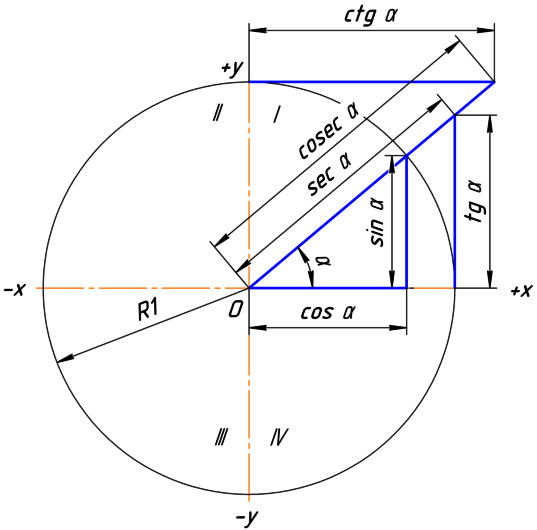 ctg α
+y
II
I
cosec α
sec α
tg α
sin α
α
-x
O
+x
R1
cos α
III
IV
-y